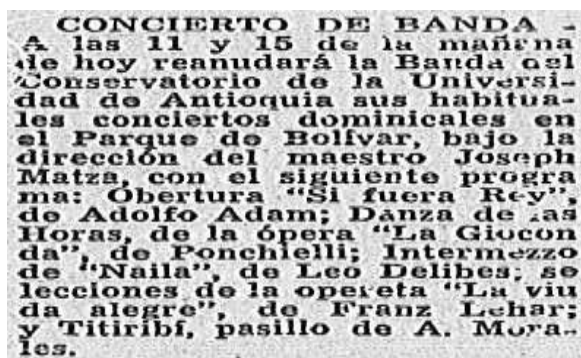 CONCIERTO DE BANDA -
A las 11 y 15 de la mañana
de hoy reanudará la Banda del
Conservatorio de la Universi-
dad de Antioquia sus habitua-
les conciertos dominicales en
el Parque de Bolívar, bajo la
dirección del maestro Joseph
Matza, con el siguiente progra
ma: Obertura "Si fuera Rey",
de Adolfo Adam; Danza de las
Horas, de la ópera "La Giocon
da", de Ponchielli; Intermezzo
de "Naila", de Leo Delibes; se
lecciones de la opereta "La viu
da alegre", de Franz Lehar;
y Titiribí, pasillo de A. Mora-
les.